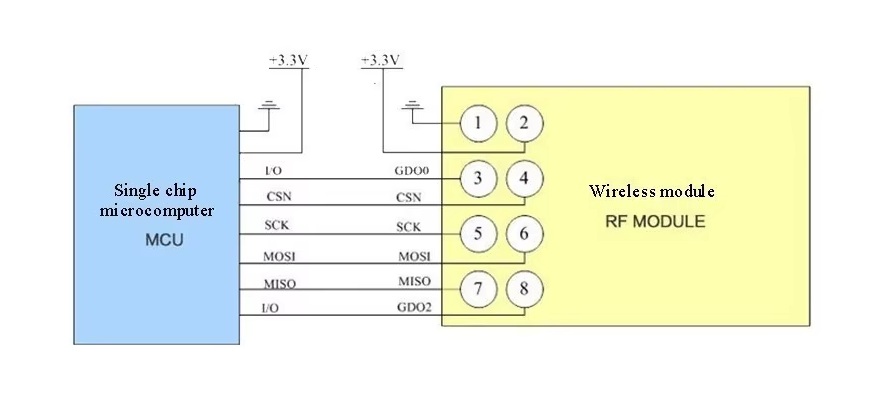 +3.3V +3.3V
1 2
I/O GDO0 3 4
Single chip
microcomputer
MCU
Wireless module
RF MODULE
CSN CSN
SCK SCK 5 6
MOSI MOSI
MISO MISO 7 8
I/O GDO2